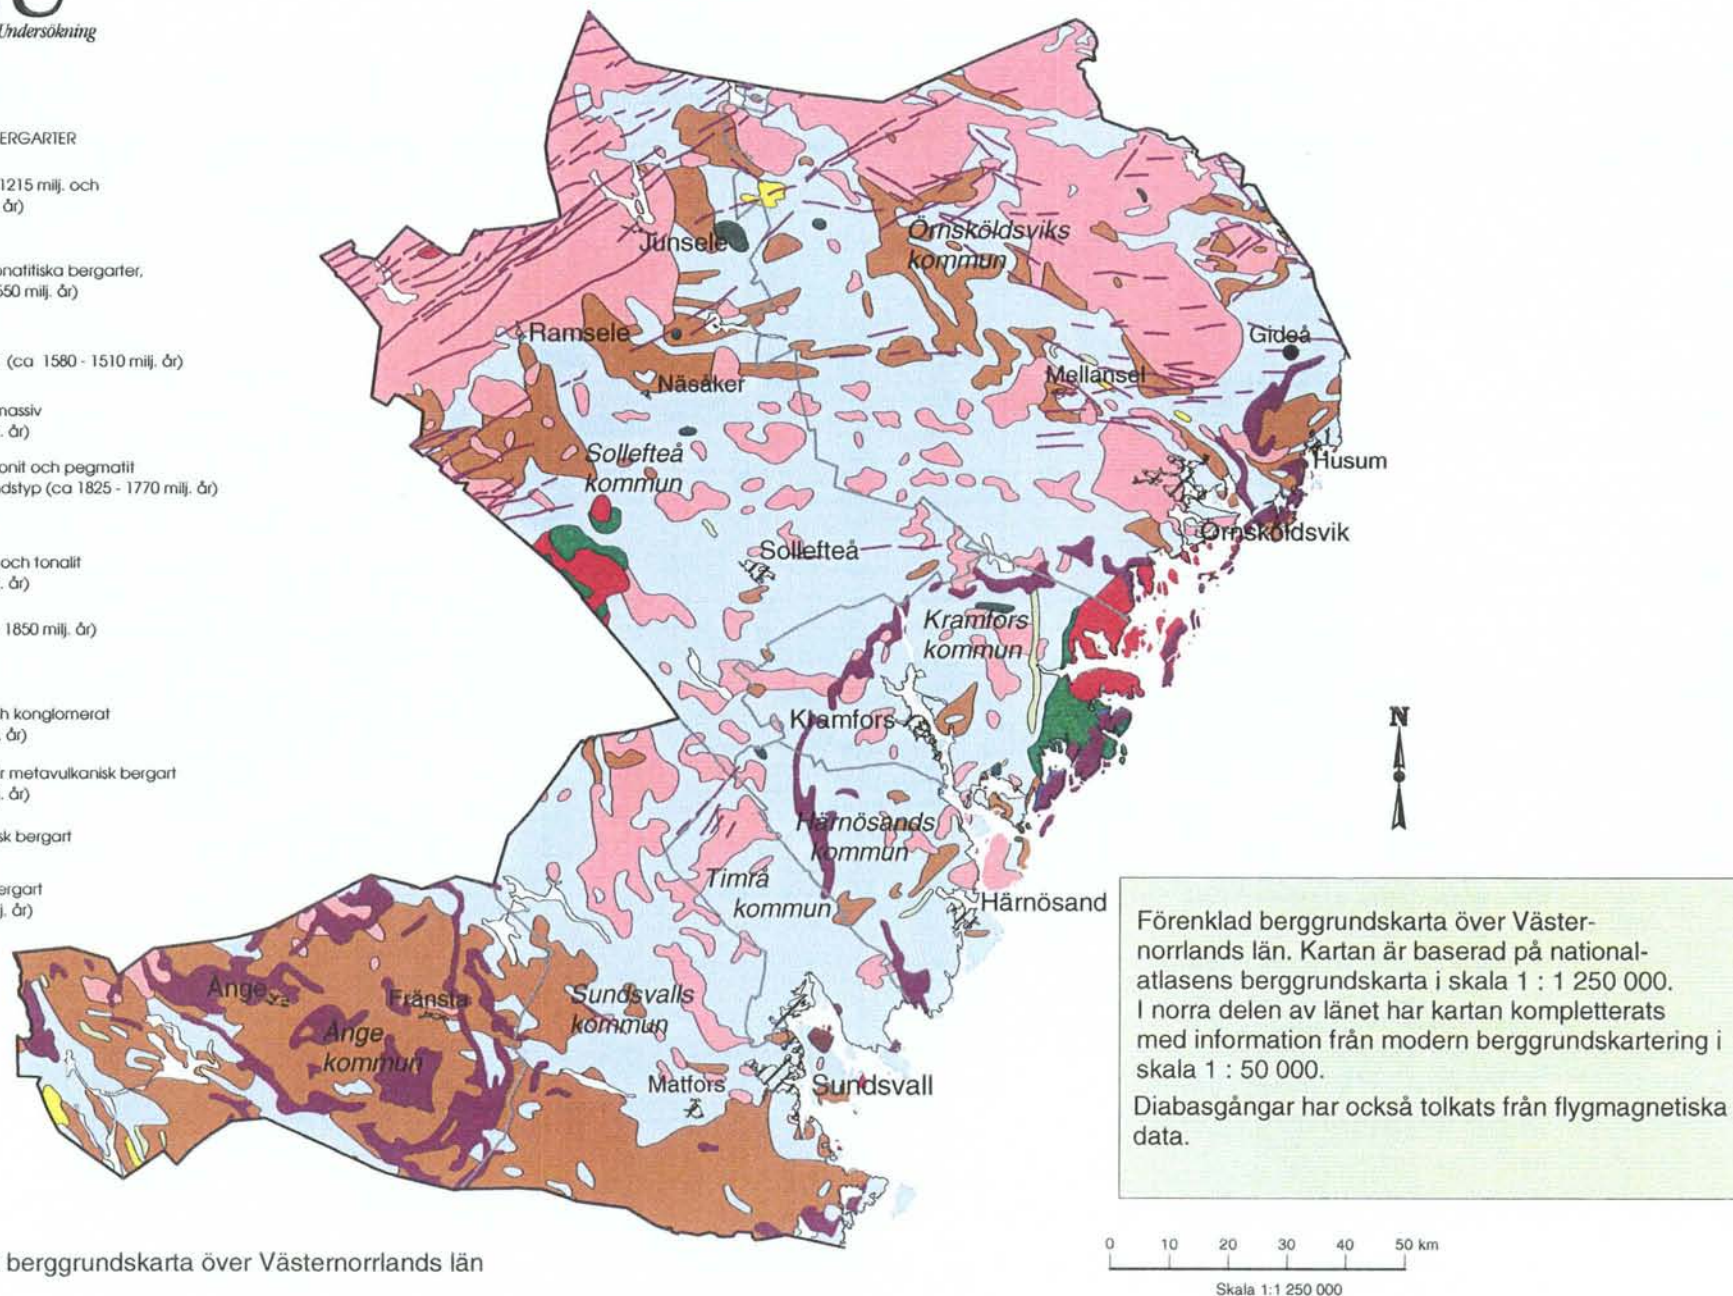 Undersökning
ERGARTER
1215 milj. och
år)
onatitiska bergarter,
650 milj. år)
(ca 1580 - 1510 milj. år)
massiv
. år)
onit och pegmatit
dstyp (ca 1825 - 1770 milj. år)
och tonalit
. år)
1850 milj. år)
h konglomerat
. år)
r metavulkanisk bergart
. år)
sk bergart
ergart
j. år)
Junsele
Örnsköldsviks
kommun
Ramsele
Gideå
Näsåker
Mellansel
Sollefteå
kommun
Husum
Örnsköldsvik
Sollefteå
Kramfors
kommun
Kramfors
N
Härnösands
kommun
Timrå
kommun
Härnösand
Ånge
Fränsta
Sundsvalls
kommun
Ånge
kommun
Matfors
Sundsvall
Förenklad berggrundskarta över Väster-
norrlands län. Kartan är baserad på national-
atlasens berggrundskarta i skala 1 : 1 250 000.
I norra delen av länet har kartan kompletterats
med information från modern berggrundskartering i
skala 1 : 50 000.
Diabasgångar har också tolkats från flygmagnetiska
data.
berggrundskarta över Västernorrlands län
0 10 20 30 40 50 km
Skala 1:1 250 000